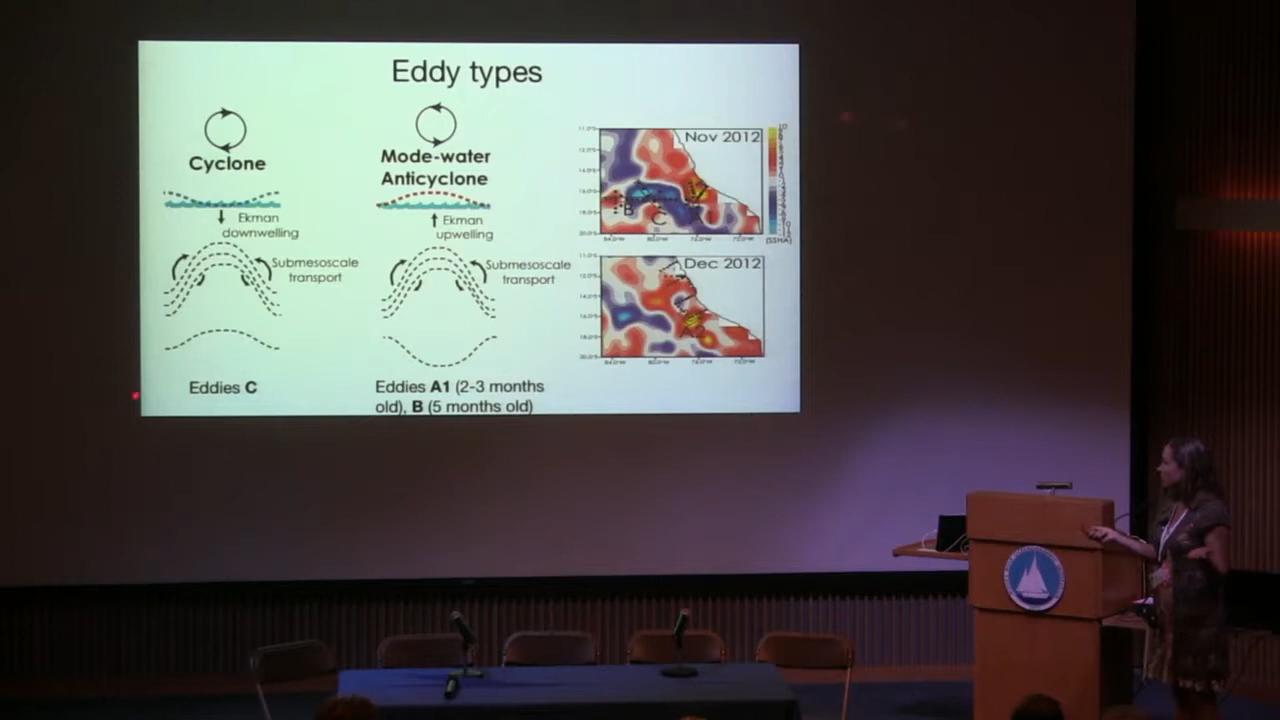 Eddy types
Cyclone
Ekman
downwelling
Submesoscale
transport
Eddies C
Mode-water
Anticyclone
Ekman
upwelling
Submesoscale
transport
Eddies A1 (2-3 months
old), B (5 months old)
Nov 2012
B
C
(SSHA)
Dec 2012